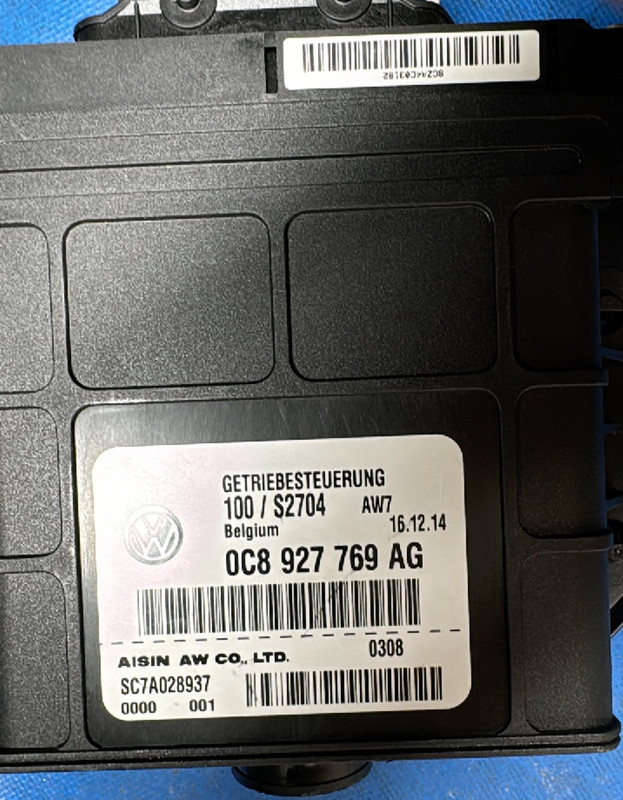 8CZA4C03182
GETRIEBESTEUERUNG
100 / S2704 AW7
Belgium 16.12.14
0C8 927 769 AG
AISIN AW CO., LTD. 0308
SC7A028937
0000 001